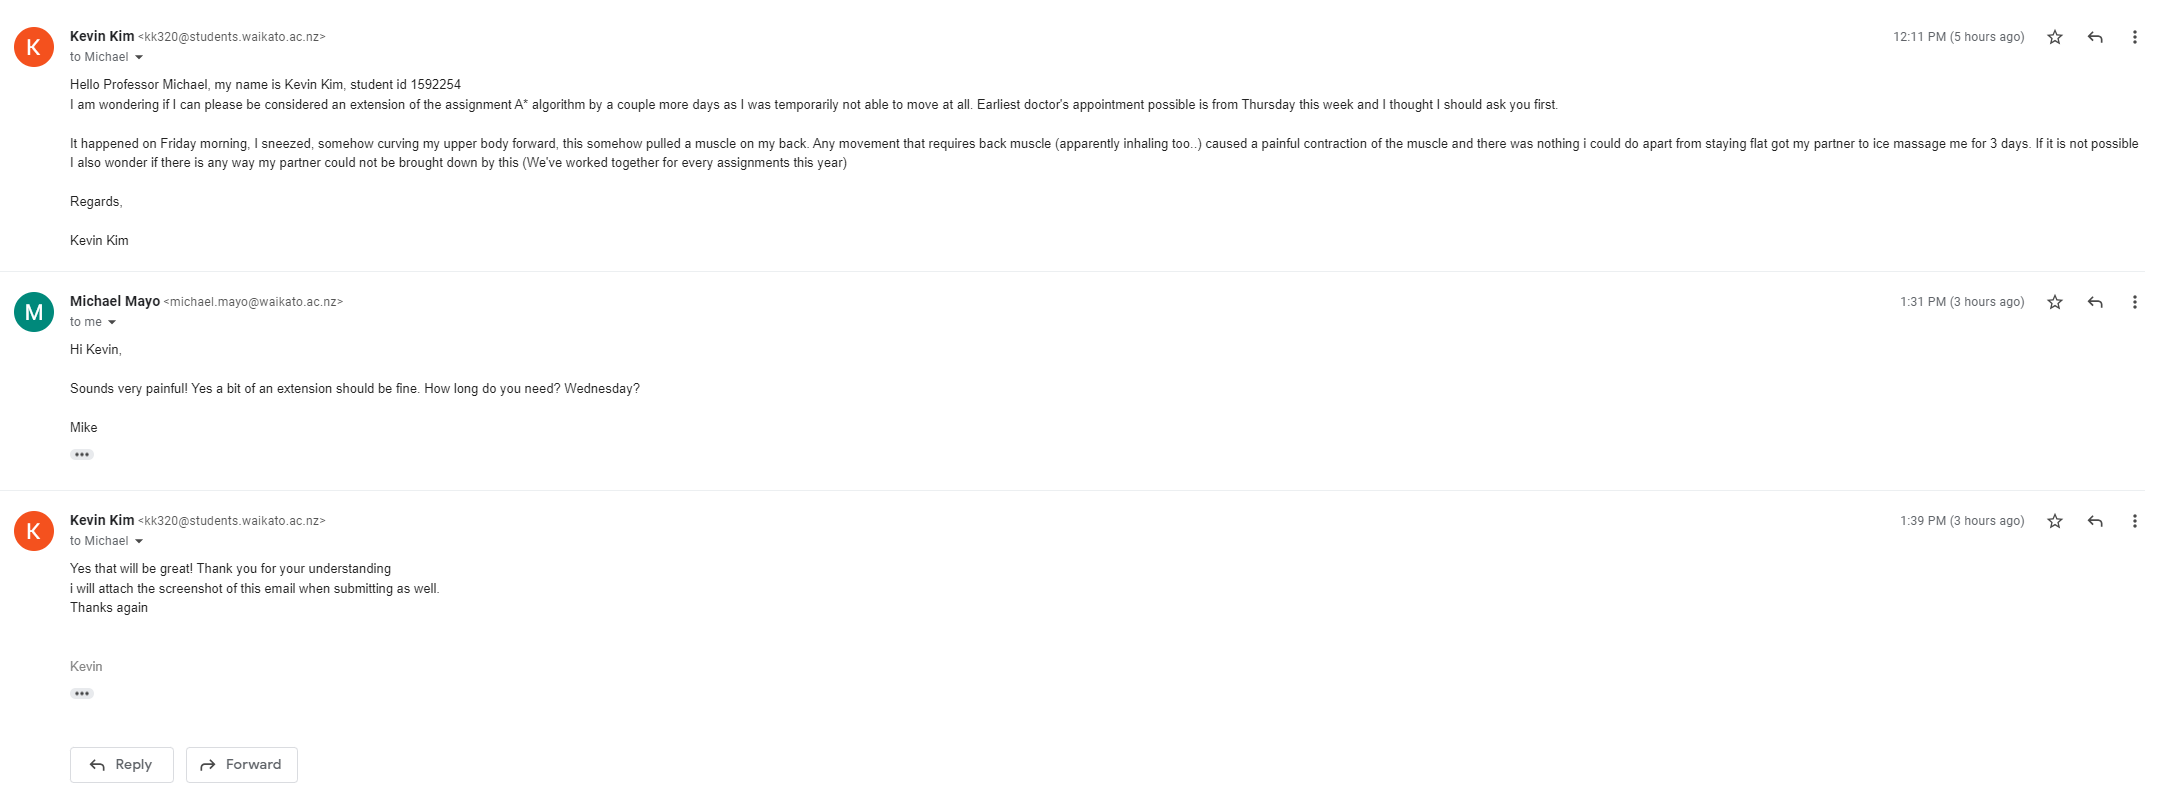 K
Kevin Kim <kk320@students.waikato.ac.nz>
12:11 PM (5 hours ago)
to Michael
Hello Professor Michael, my name is Kevin Kim, student id 1592254
I am wondering if I can please be considered an extension of the assignment A* algorithm by a couple more days as I was temporarily not able to move at all. Earliest doctor's appointment possible is from Thursday this week and I thought I should ask you first.
It happened on Friday morning, I sneezed, somehow curving my upper body forward, this somehow pulled a muscle on my back. Any movement that requires back muscle (apparently inhaling too..) caused a painful contraction of the muscle and there was nothing i could do apart from staying flat got my partner to ice massage me for 3 days. If it is not possible
I also wonder if there is any way my partner could not be brought down by this (We've worked together for every assignments this year)
Regards,
Kevin Kim
M
Michael Mayo <michael.mayo@waikato.ac.nz>
1:31 PM (3 hours ago)
to me
Hi Kevin,
Sounds very painful! Yes a bit of an extension should be fine. How long do you need? Wednesday?
Mike
K
Kevin Kim <kk320@students.waikato.ac.nz>
1:39 PM (3 hours ago)
to Michael
Yes that will be great! Thank you for your understanding
i will attach the screenshot of this email when submitting as well.
Thanks again
Kevin
Reply
Forward